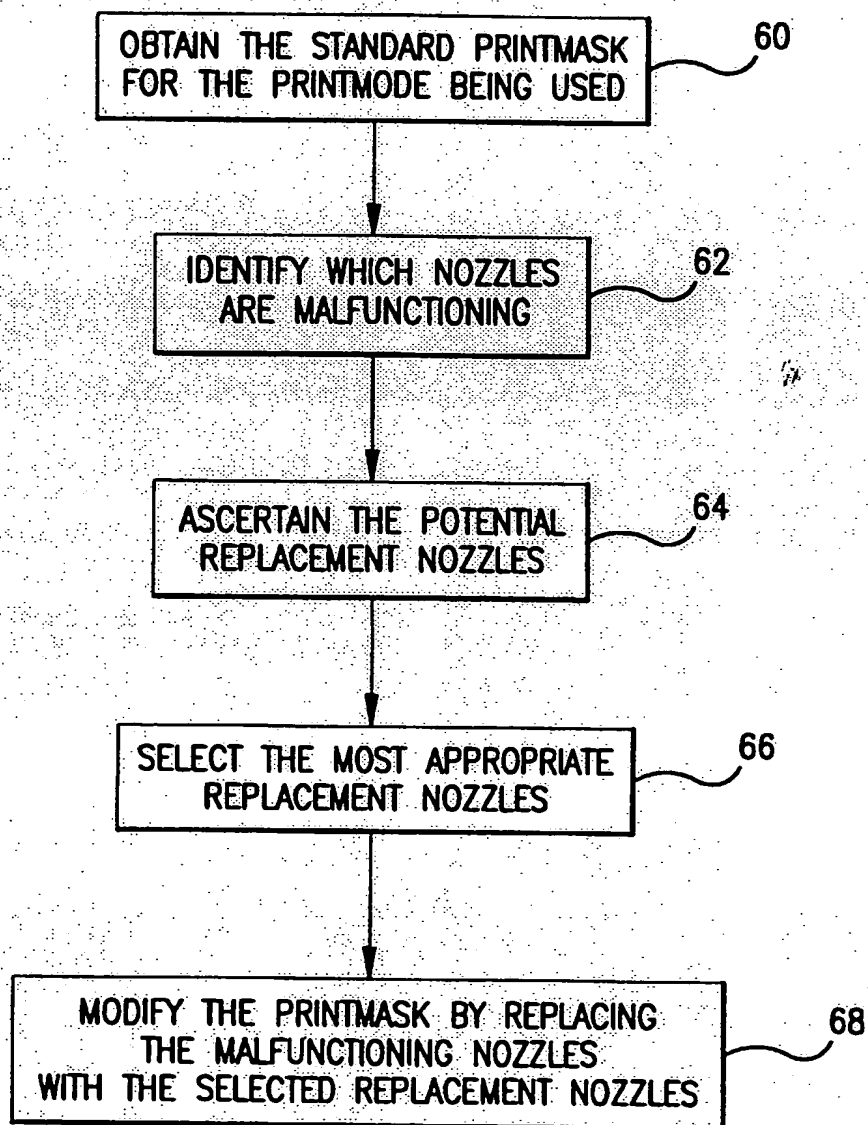 OBTAIN THE STANDARD PRINTMASK
FOR THE PRINTMODE BEING USED
60
IDENTIFY WHICH NOZZLES
ARE MALFUNCTIONING
62
ASCERTAIN THE POTENTIAL
REPLACEMENT NOZZLES
64
SELECT THE MOST APPROPRIATE
REPLACEMENT NOZZLES
66
MODIFY THE PRINTMASK BY REPLACING
THE MALFUNCTIONING NOZZLES
WITH THE SELECTED REPLACEMENT NOZZLES
68